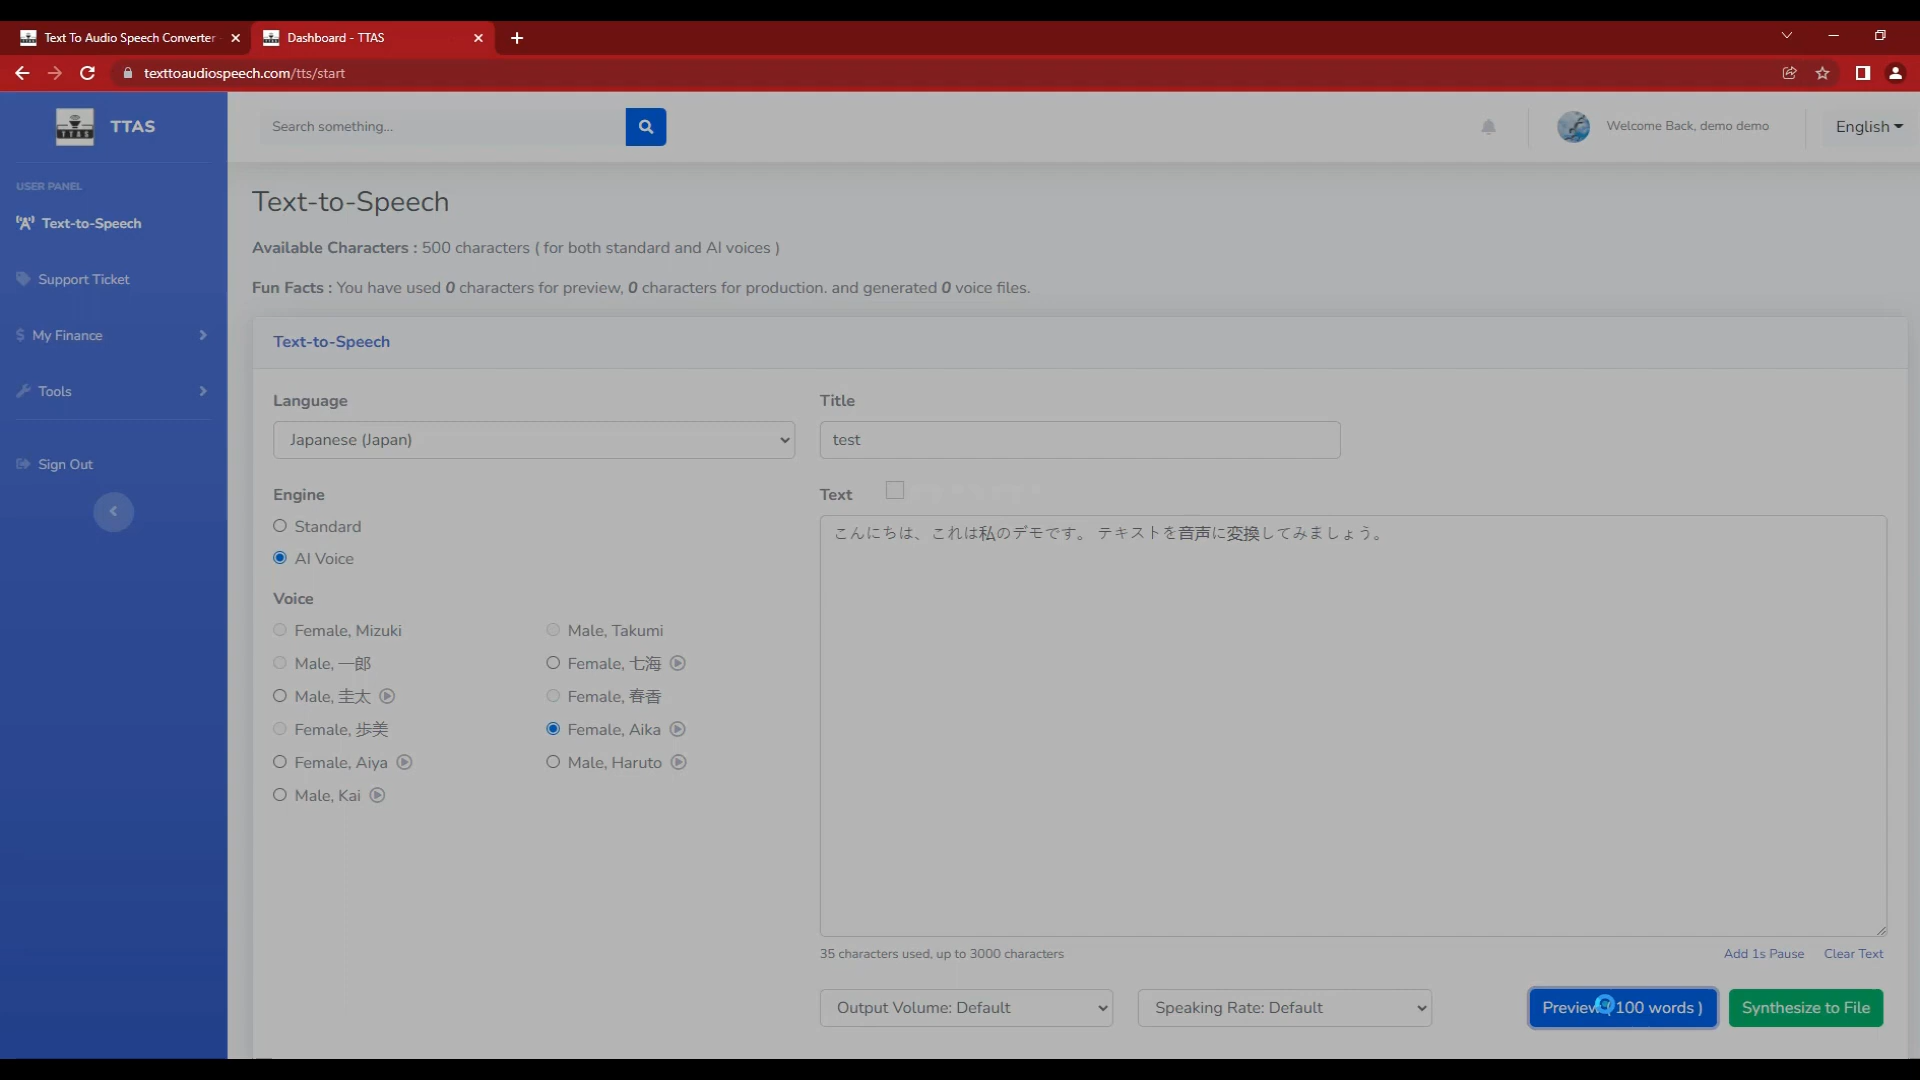 Text To Audio Speech Converter
Dashboard - TTAS
texttoaudiospeech.com/tts/start
TTAS
TTAS
Search something...
Welcome Back, demo demo
English
USER PANEL
Text-to-Speech
Support Ticket
My Finance
Tools
Sign Out
Text-to-Speech
Available Characters : 500 characters ( for both standard and AI voices )
Fun Facts : You have used 0 characters for preview, 0 characters for production. and generated 0 voice files.
Text-to-Speech
Language
Japanese (Japan)
Title
test
Engine
Standard
AI Voice
Voice
Female, Mizuki
Male, Takumi
Male, 一郎
Female, 七海
Male, 圭太
Female, 春香
Female, 歩美
Female, Aika
Female, Aiya
Male, Haruto
Male, Kai
Text
こんにちは、これは私のデモです。 テキストを音声に変換してみましょう。
35 characters used, up to 3000 characters
Add 1s Pause
Clear Text
Output Volume: Default
Speaking Rate: Default
Preview ( 100 words )
Synthesize to File